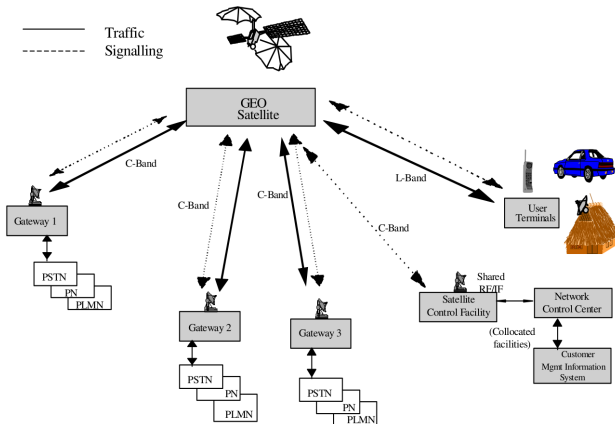 Traffic
Signalling
GEO
Satellite
C-Band
L-Band
C-Band
C-Band
C-Band
Gateway 1
User
Terminals
PSTN
PN
PLMN
Shared
RF/IF
Satellite
Control Facility
Network
Control Center
(Collocated
facilities)
Customer
Mgmt Information
System
Gateway 2
Gateway 3
PSTN
PN
PLMN
PSTN
PN
PLMN